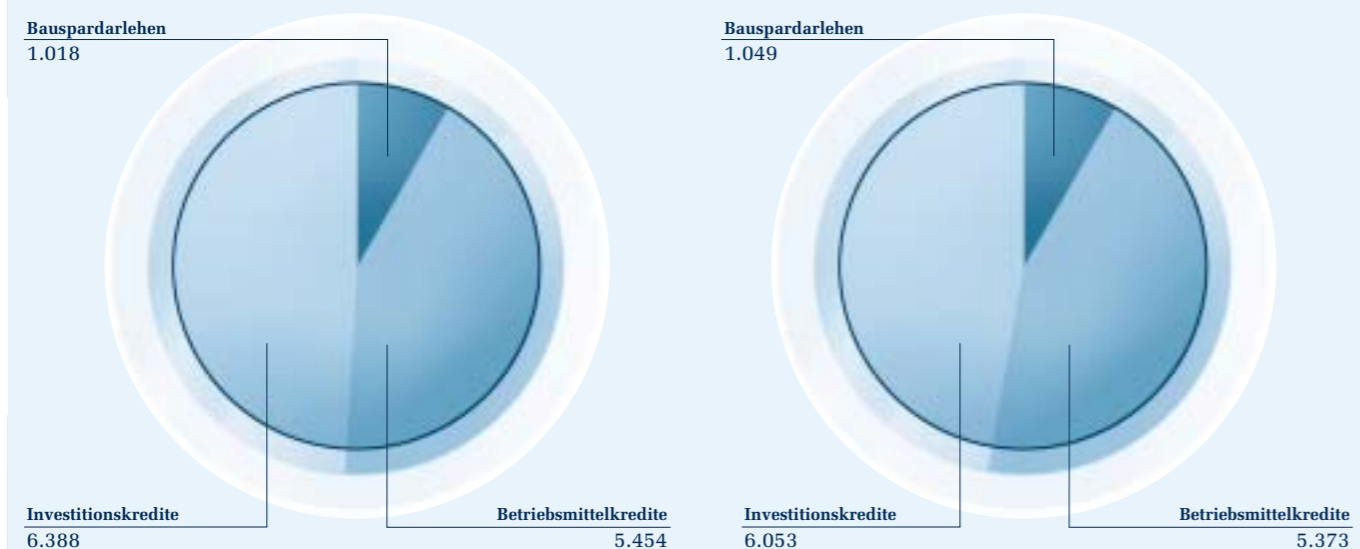 Bauspardarlehen
1.018
Investitionskredite
6.388
Betriebsmittelkredite
5.454
Bauspardarlehen
1.049
Investitionskredite
6.053
Betriebsmittelkredite
5.373